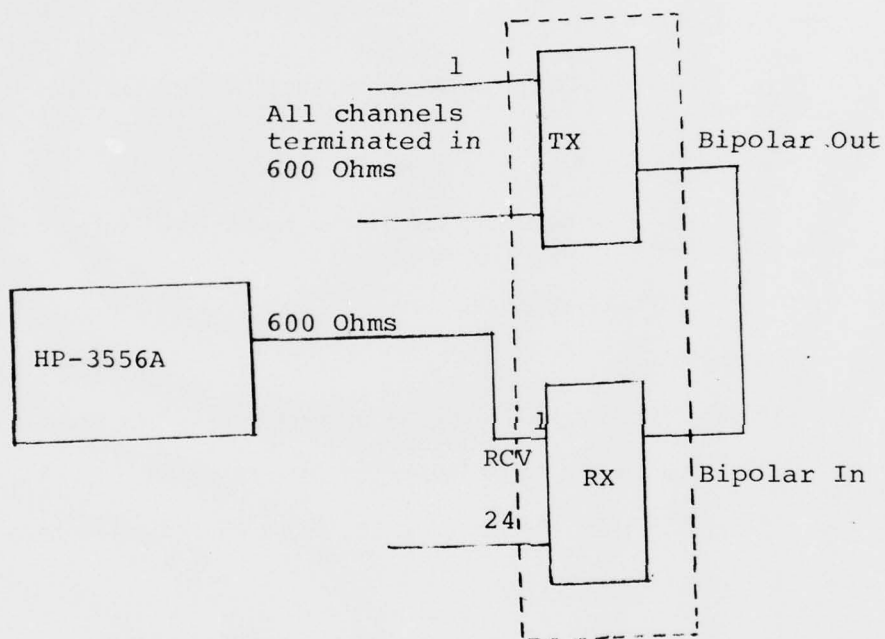 1
All channels
terminated in
600 Ohms
TX
Bipolar Out
600 Ohms
HP-3556A
1
RCV
RX
Bipolar In
24